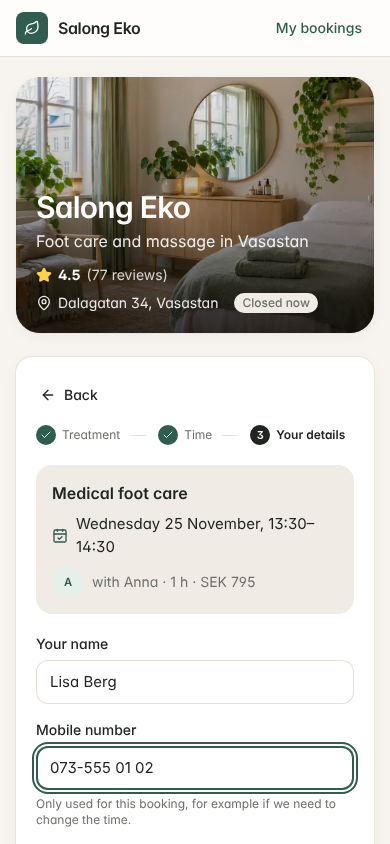 Salong Eko
My bookings
Salong Eko
Foot care and massage in Vasastan
4.5 (77 reviews)
Dalagatan 34, Vasastan Closed now
Back
Treatment Time 3 Your details
Medical foot care
Wednesday 25 November, 13:30–
14:30
A with Anna · 1 h · SEK 795
Your name
Lisa Berg
Mobile number
073-555 01 02
Only used for this booking, for example if we need to
change the time.